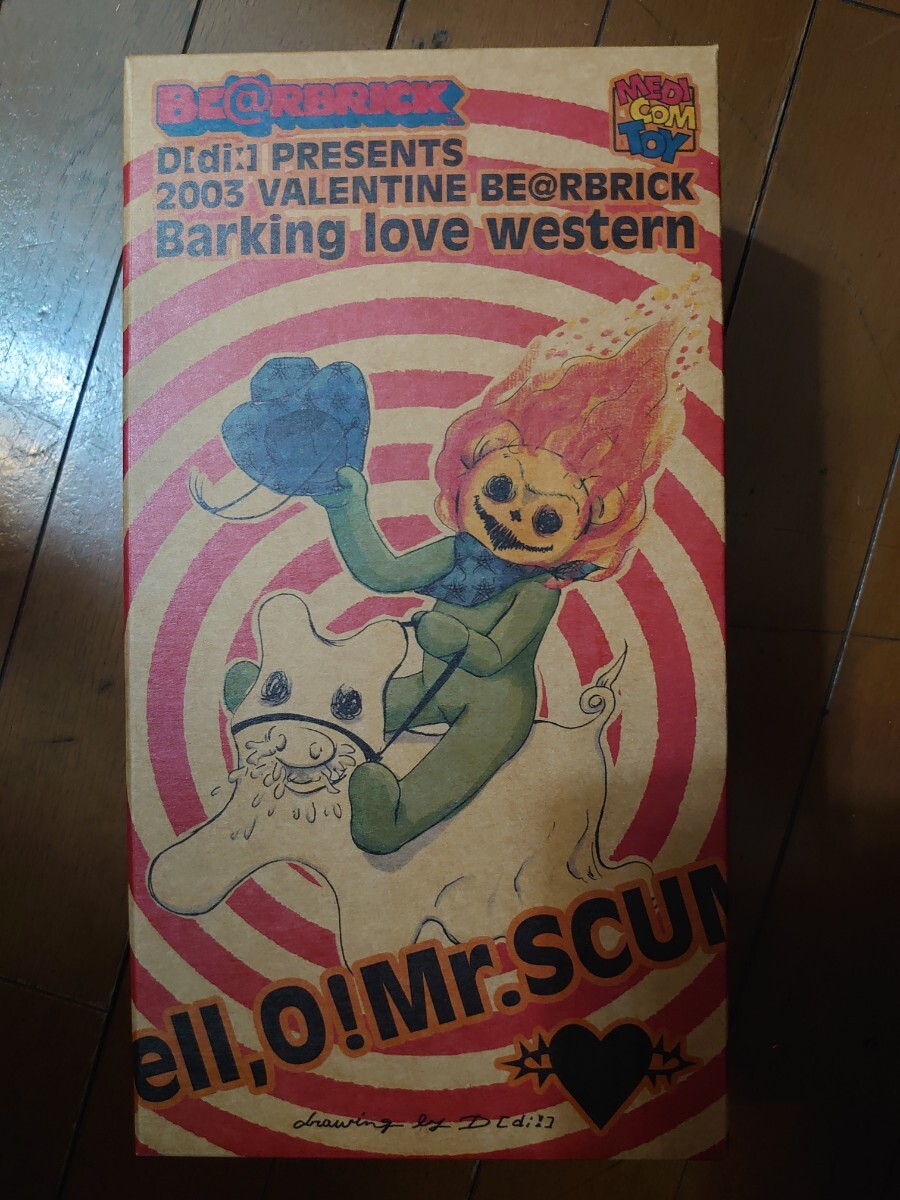 BE@RBRICK
MEDI
COM
TOY
D[di:] PRESENTS
2003 VALENTINE BE@RBRICK
Barking love western
ell,O!Mr.SCUM
drawing by D[di:]